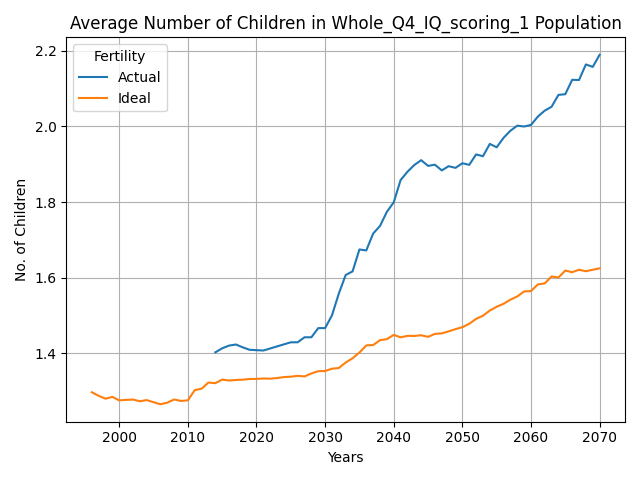 Average Number of Children in Whole_Q4_IQ_scoring_1 Population
Fertility
Actual
Ideal
No. of Children
2.2
2.0
1.8
1.6
1.4
2000 2010 2020 2030 2040 2050 2060 2070
Years